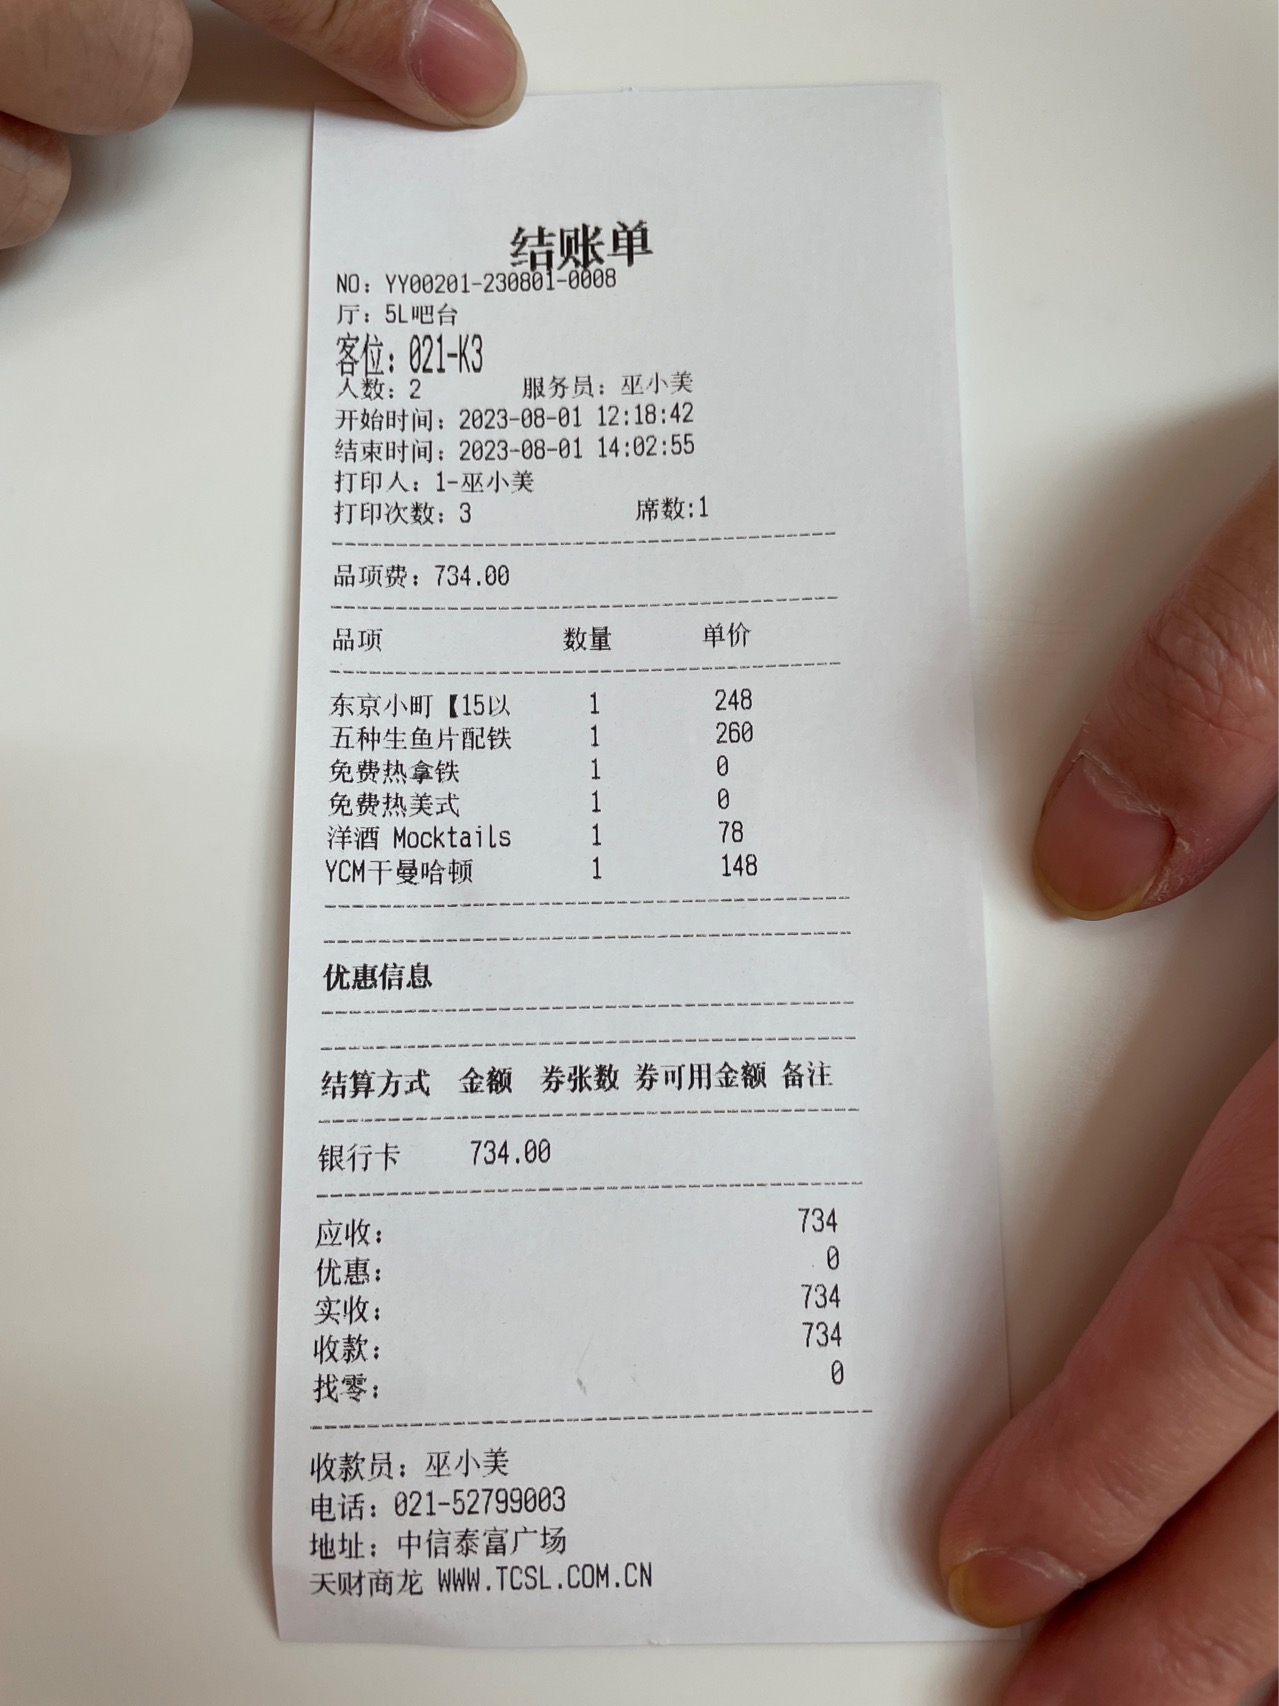 结账单
NO: YY00201-230801-0008
厅: 5L吧台
客位: 021-K3
人数: 2 服务员: 巫小美
开始时间: 2023-08-01 12:18:42
结束时间: 2023-08-01 14:02:55
打印人: 1-巫小美
打印次数: 3 席数:1
品项费: 734.00
品项 数量 单价
东京小町【15以 1 248
五种生鱼片配铁 1 260
免费热拿铁 1 0
免费热美式 1 0
洋酒 Mocktails 1 78
YCM干曼哈顿 1 148
优惠信息
结算方式 金额 券张数 券可用金额 备注
银行卡 734.00
应收: 734
优惠: 0
实收: 734
收款: 734
找零: 0
收款员: 巫小美
电话: 021-52799003
地址: 中信泰富广场
天财商龙 WWW.TCSL.COM.CN